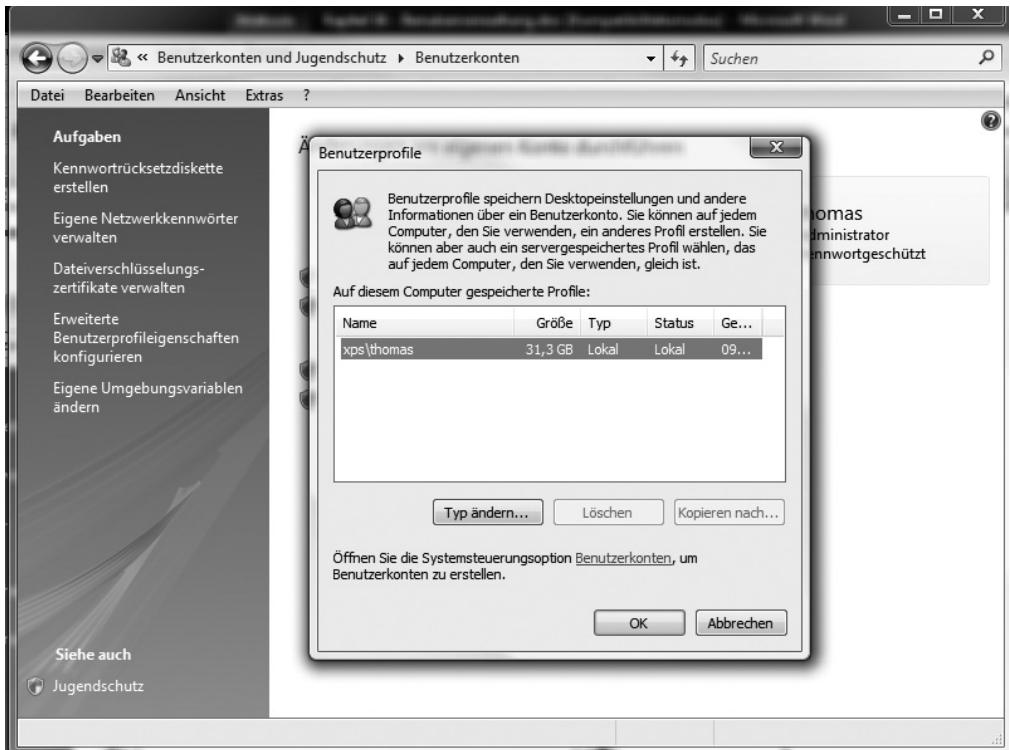 « Benutzerkonten und Jugendschutz ▸ Benutzerkonten
Suchen
Datei Bearbeiten Ansicht Extras ?
Aufgaben
Kennwortrücksetzdiskette
erstellen
Eigene Netzwerkkennwörter
verwalten
Dateiverschlüsselungs-
zertifikate verwalten
Erweiterte
Benutzerprofileigenschaften
konfigurieren
Eigene Umgebungsvariablen
ändern
Siehe auch
Jugendschutz
Benutzerprofile
Benutzerprofile speichern Desktopeinstellungen und andere
Informationen über ein Benutzerkonto. Sie können auf jedem
Computer, den Sie verwenden, ein anderes Profil erstellen. Sie
können aber auch ein servergespeichertes Profil wählen, das
auf jedem Computer, den Sie verwenden, gleich ist.
Auf diesem Computer gespeicherte Profile:
Name Größe Typ Status Ge...
xps\thomas 31,3 GB Lokal Lokal 09...
Typ ändern... Löschen Kopieren nach...
Öffnen Sie die Systemsteuerungsoption Benutzerkonten, um
Benutzerkonten zu erstellen.
OK Abbrechen
omas
dministrator
ennwortgeschützt